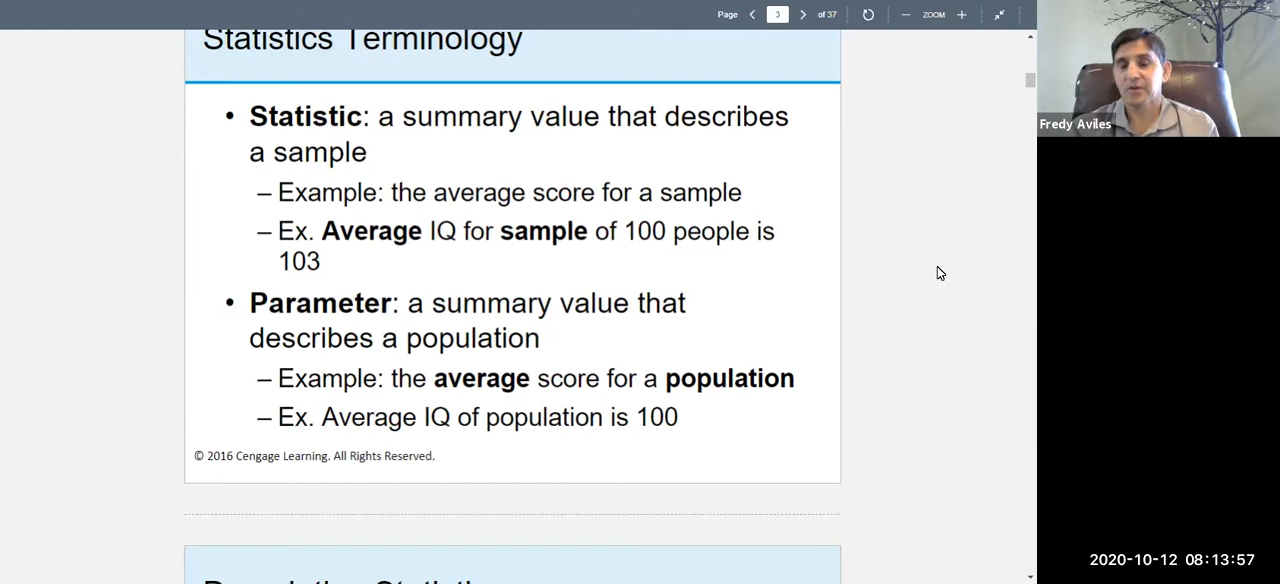 Page 3 of 37 ZOOM
Statistics Terminology
• Statistic: a summary value that describes
a sample
– Example: the average score for a sample
– Ex. Average IQ for sample of 100 people is
103
• Parameter: a summary value that
describes a population
– Example: the average score for a population
– Ex. Average IQ of population is 100
© 2016 Cengage Learning. All Rights Reserved.
Fredy Aviles
2020-10-12 08:13:57